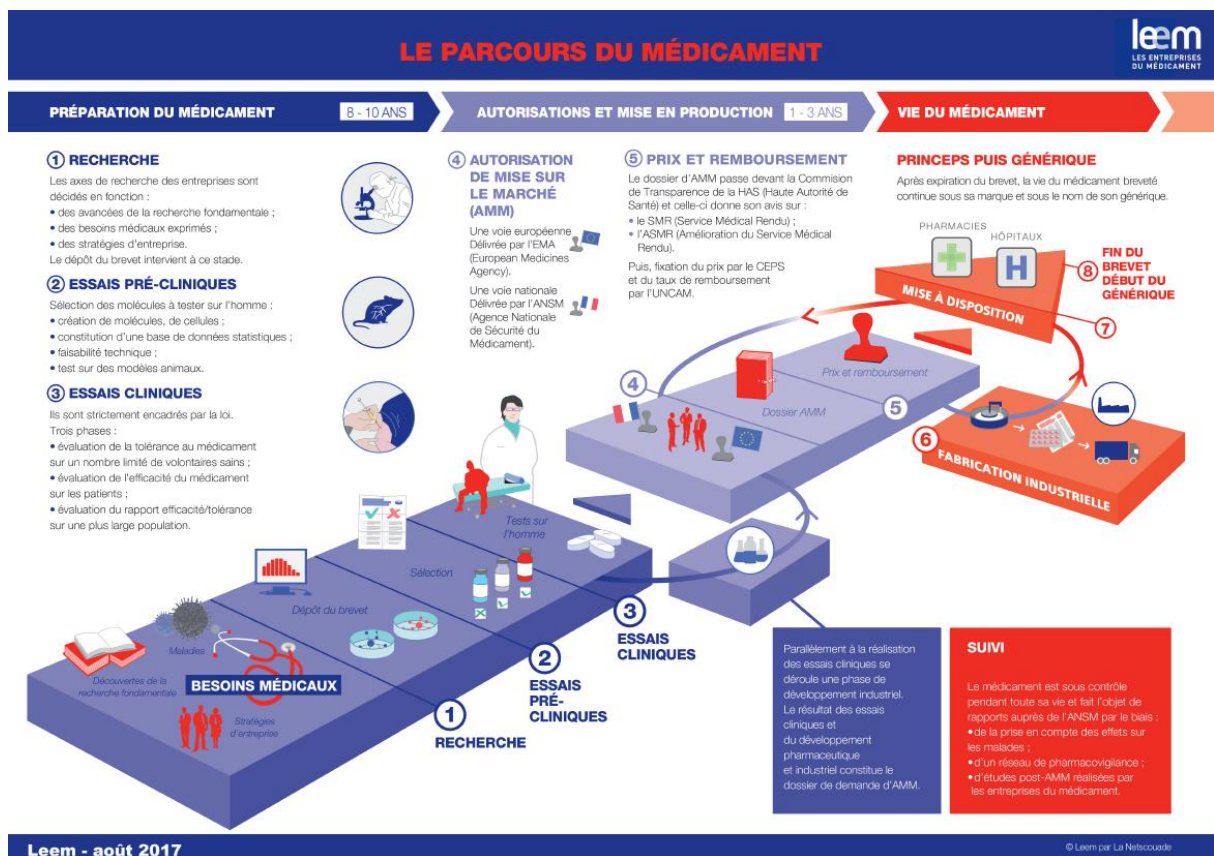 LE PARCOURS DU MÉDICAMENT
leem
LES ENTREPRISES
DU MÉDICAMENT
PRÉPARATION DU MÉDICAMENT
8 - 10 ANS
AUTORISATIONS ET MISE EN PRODUCTION
1 - 3 ANS
VIE DU MÉDICAMENT
1 RECHERCHE
Les axes de recherche des entreprises sont
décidés en fonction :
• des avancées de la recherche fondamentale ;
• des besoins médicaux exprimés ;
• des stratégies d'entreprise.
Le dépôt du brevet intervient à ce stade.
2 ESSAIS PRÉ-CLINIQUES
Sélection des molécules à tester sur l'homme :
• création de molécules, de cellules ;
• constitution d'une base de données statistiques ;
• faisabilité technique ;
• test sur des modèles animaux.
3 ESSAIS CLINIQUES
Ils sont strictement encadrés par la loi.
Trois phases :
• évaluation de la tolérance au médicament
sur un nombre limité de volontaires sains ;
• évaluation de l'efficacité du médicament
sur les patients ;
• évaluation du rapport efficacité/tolérance
sur une plus large population.
4 AUTORISATION
DE MISE SUR
LE MARCHÉ
(AMM)
Une voie européenne
Délivrée par l'EMA
(European Medicines
Agency).
Une voie nationale
Délivrée par l'ANSM
(Agence Nationale
de Sécurité du
Médicament).
5 PRIX ET REMBOURSEMENT
Le dossier d'AMM passe devant la Commision
de Transparence de la HAS (Haute Autorité de
Santé) et celle-ci donne son avis sur :
• le SMR (Service Médical Rendu) ;
• l'ASMR (Amélioration du Service Médical
Rendu).
Puis, fixation du prix par le CEPS
et du taux de remboursement
par l'UNCAM.
PRINCEPS PUIS GÉNÉRIQUE
Après expiration du brevet, la vie du médicament breveté
continue sous sa marque et sous le nom de son générique.
PHARMACIES
HÔPITAUX
H
8 FIN DU
BREVET
DÉBUT DU
GÉNÉRIQUE
MISE À DISPOSITION
7
Prix et remboursement
4
Dossier AMM
5
6
FABRICATION INDUSTRIELLE
Tests sur
l'homme
Sélection
Dépôt du brevet
Maladies
Découvertes de la
recherche fondamentale
BESOINS MÉDICAUX
Stratégies
d'entreprise
3
ESSAIS
CLINIQUES
2
ESSAIS
PRÉ-
CLINIQUES
1
RECHERCHE
Parallèlement à la réalisation
des essais cliniques se
déroule une phase de
développement industriel.
Le résultat des essais
cliniques et
du développement
pharmaceutique
et industriel constitue le
dossier de demande d'AMM.
SUIVI
Le médicament est sous contrôle
pendant toute sa vie et fait l'objet de
rapports auprès de l'ANSM par le biais :
• de la prise en compte des effets sur
les malades ;
• d'un réseau de pharmacovigilance ;
• d'études post-AMM réalisées par
les entreprises du médicament.
Leem - août 2017
© Leem par La Netscouade